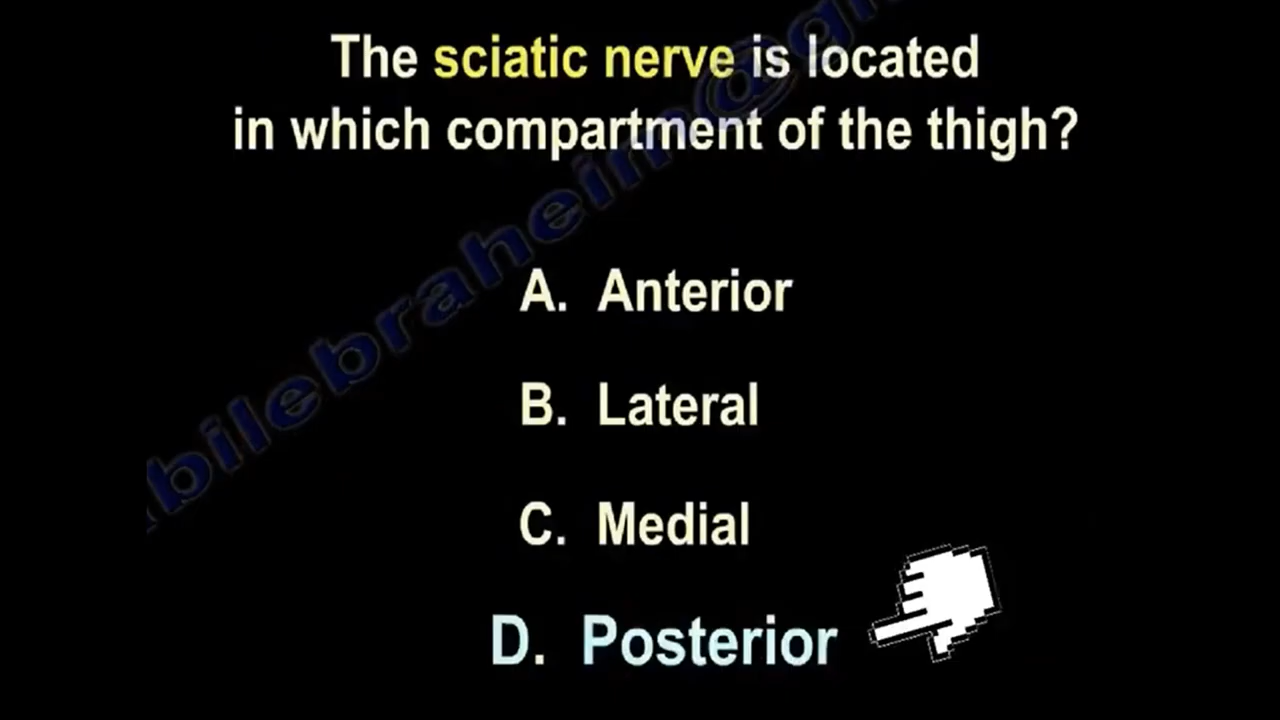 The sciatic nerve is located
in which compartment of the thigh?
A. Anterior
B. Lateral
C. Medial
D. Posterior